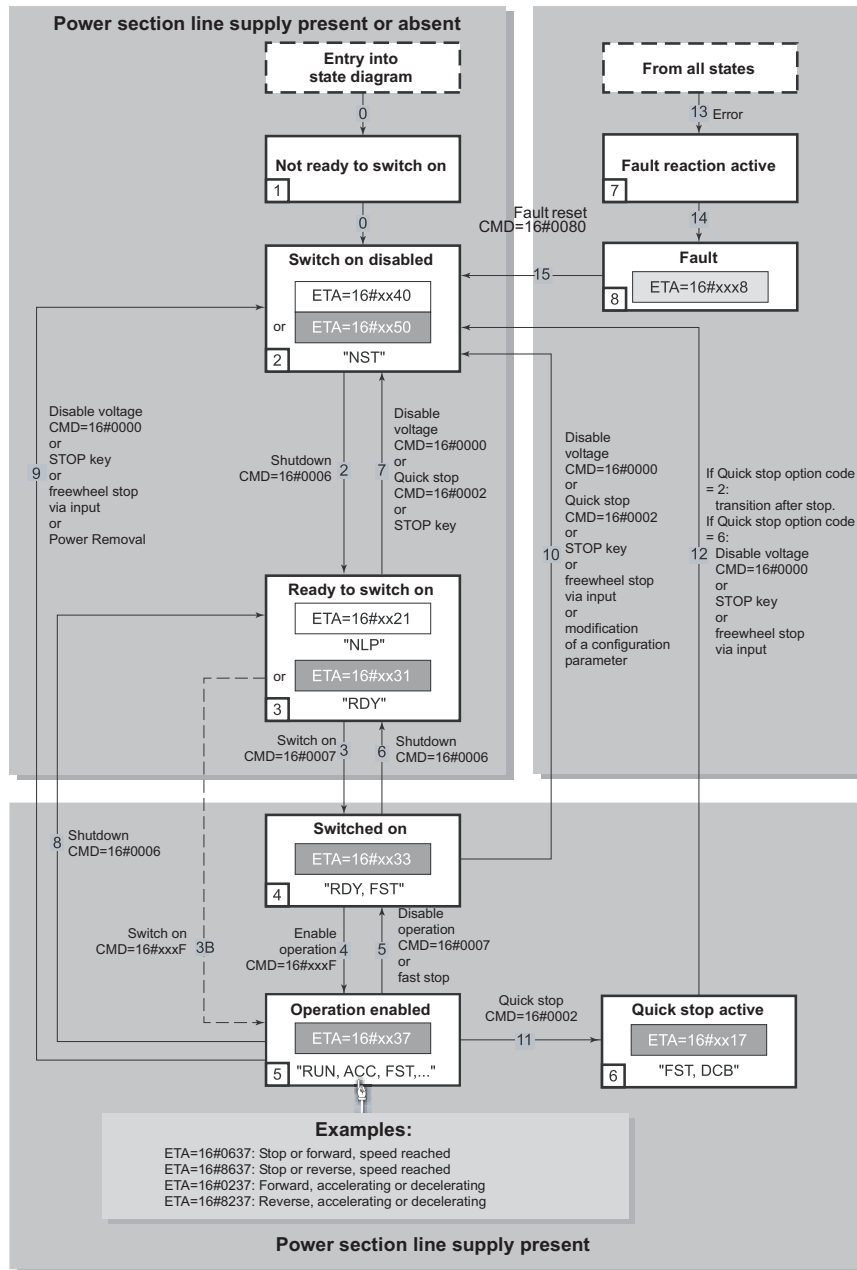 Power section line supply present or absent
Entry into
state diagram
0
Not ready to switch on
1
0
Switch on disabled
ETA=16#xx40
or
ETA=16#xx50
2
"NST"
From all states
13
Error
Fault reaction active
7
14
Fault reset
CMD=16#0080
15
Fault
ETA=16#xxx8
8
9
Disable voltage
CMD=16#0000
or
STOP key
or
freewheel stop
via input
or
Power Removal
Shutdown
CMD=16#0006
2
7
Disable
voltage
CMD=16#0000
or
Quick stop
CMD=16#0002
or
STOP key
10
Disable
voltage
CMD=16#0000
or
Quick stop
CMD=16#0002
or
STOP key
or
freewheel stop
via input
or
modification
of a configuration
parameter
12
If Quick stop option code
= 2:
transition after stop.
If Quick stop option code
= 6:
Disable voltage
CMD=16#0000
or
STOP key
or
freewheel stop
via input
Ready to switch on
ETA=16#xx21
"NLP"
or
ETA=16#xx31
3
"RDY"
Switch on
CMD=16#0007
3
6
Shutdown
CMD=16#0006
8
Shutdown
CMD=16#0006
Switched on
ETA=16#xx33
4
"RDY, FST"
Switch on
CMD=16#xxxF
3B
Enable
operation
CMD=16#xxxF
4
5
Disable
operation
CMD=16#0007
or
fast stop
Operation enabled
ETA=16#xx37
5
"RUN, ACC, FST,..."
Quick stop
CMD=16#0002
11
Quick stop active
ETA=16#xx17
6
"FST, DCB"
Examples:
ETA=16#0637: Stop or forward, speed reached
ETA=16#8637: Stop or reverse, speed reached
ETA=16#0237: Forward, accelerating or decelerating
ETA=16#8237: Reverse, accelerating or decelerating
Power section line supply present